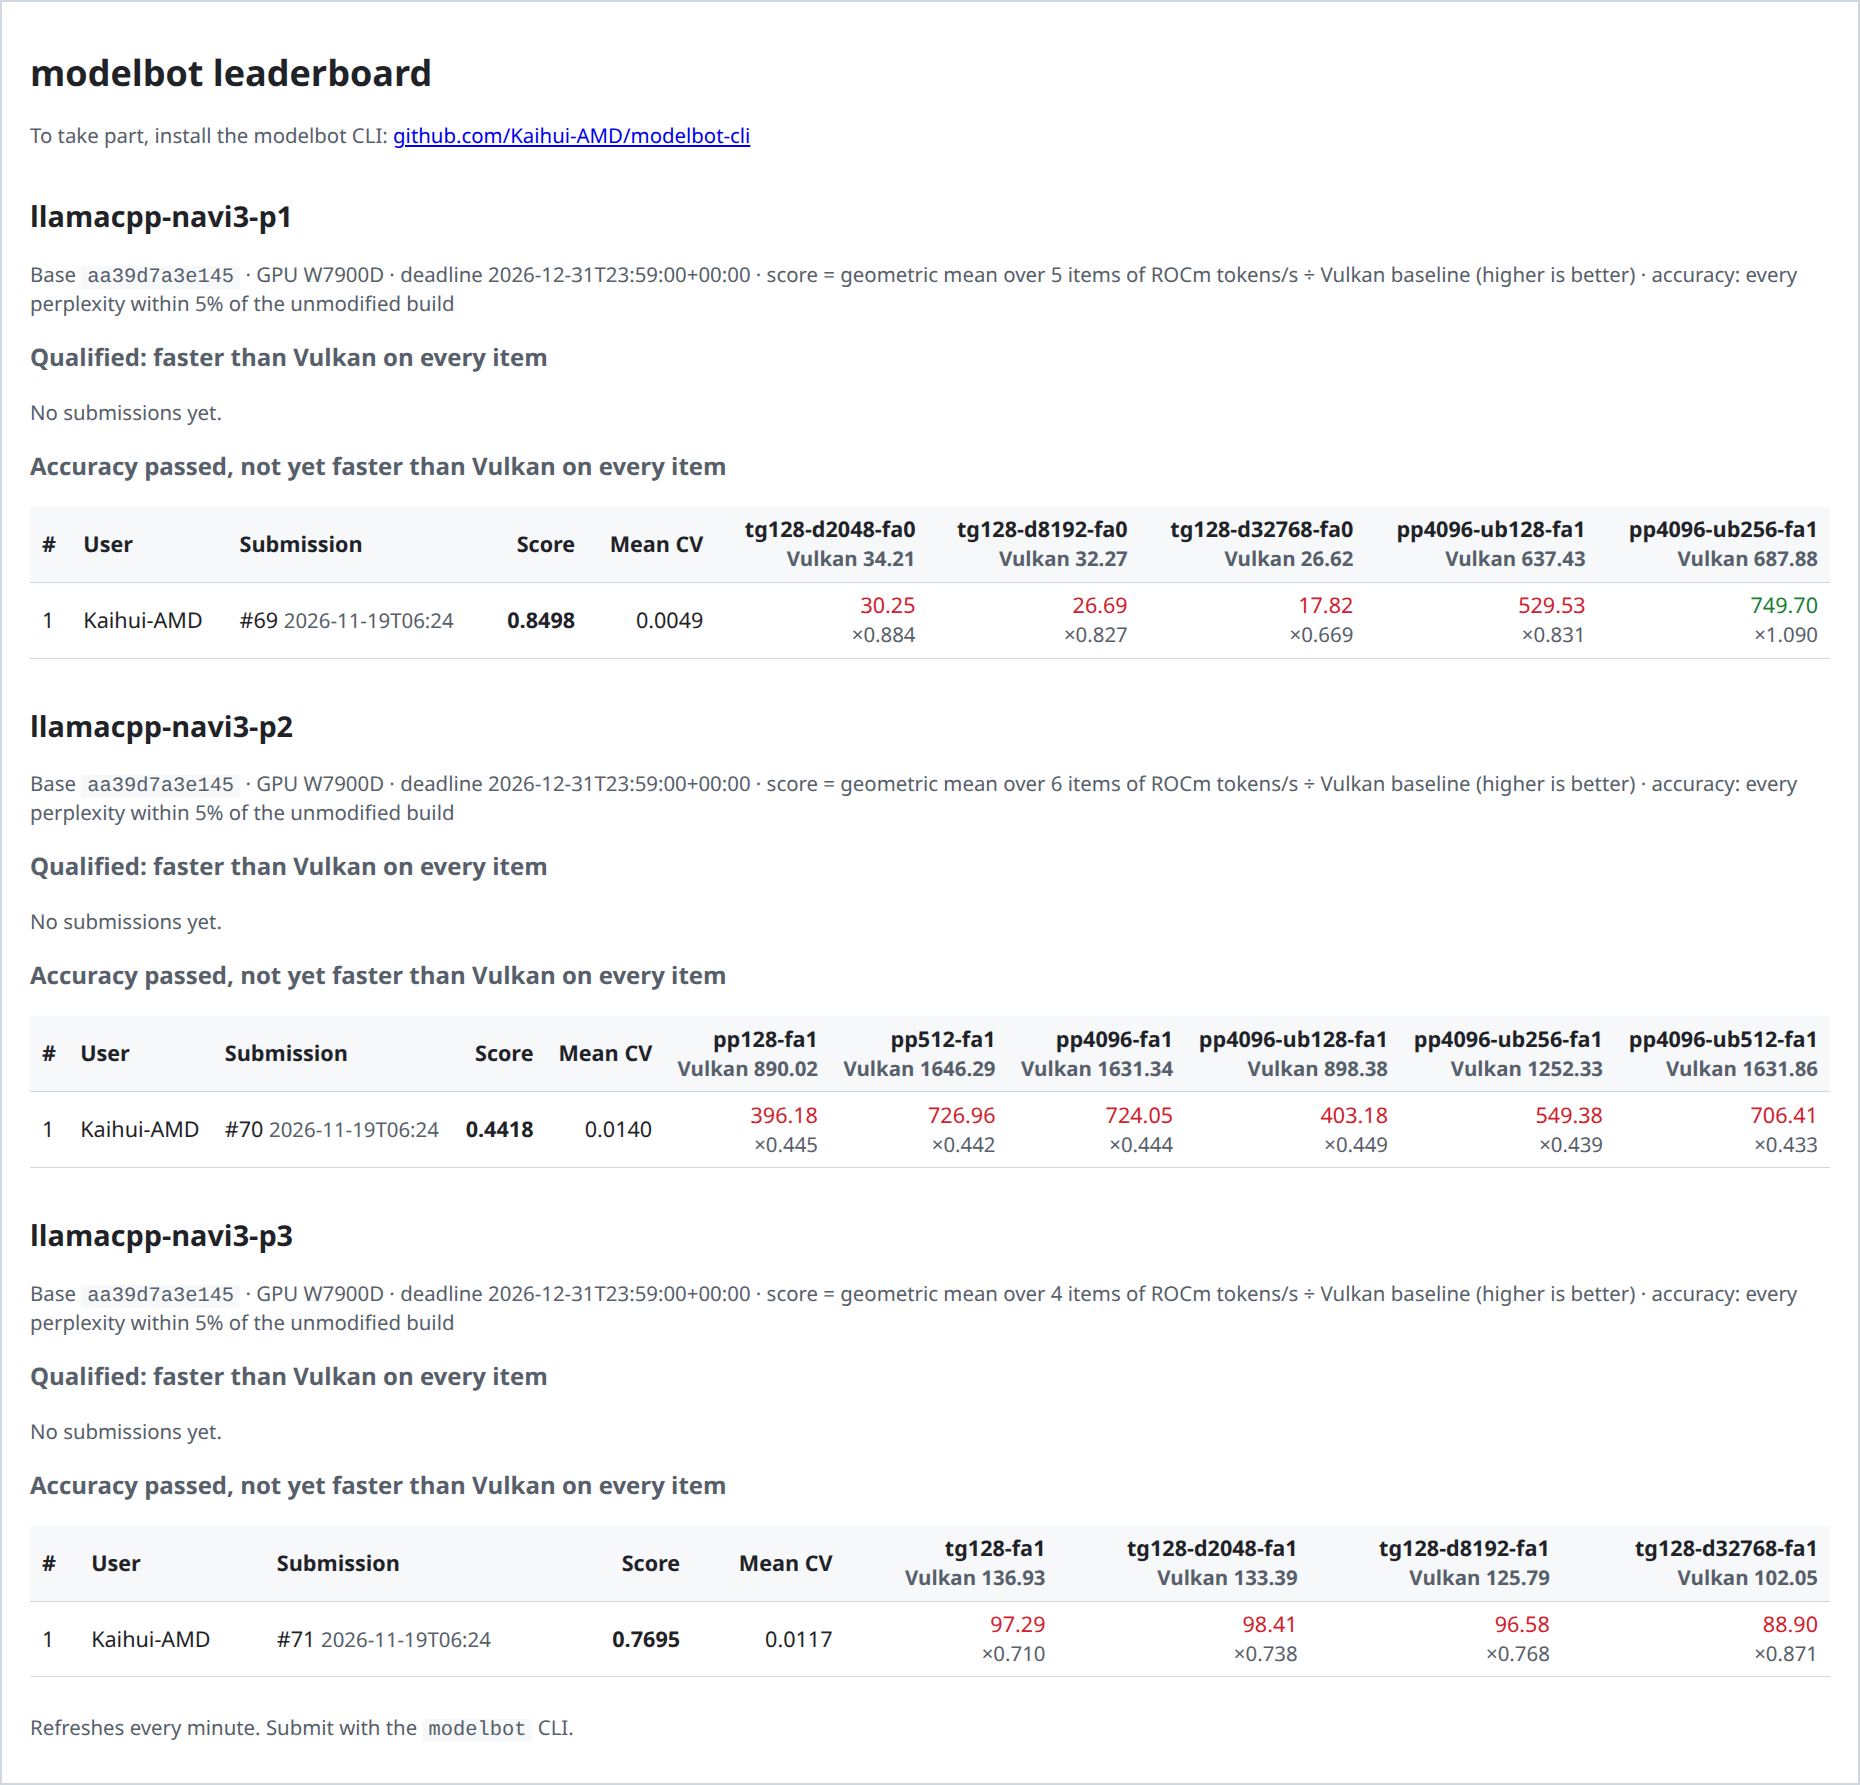 modelbot leaderboard
To take part, install the modelbot CLI: github.com/Kaihui-AMD/modelbot-cli
llamacpp-navi3-p1
Base aa39d7a3e145 · GPU W7900D · deadline 2026-12-31T23:59:00+00:00 · score = geometric mean over 5 items of ROCm tokens/s ÷ Vulkan baseline (higher is better) · accuracy: every
perplexity within 5% of the unmodified build
Qualified: faster than Vulkan on every item
No submissions yet.
Accuracy passed, not yet faster than Vulkan on every item
# User Submission Score Mean CV tg128-d2048-fa0 tg128-d8192-fa0 tg128-d32768-fa0 pp4096-ub128-fa1 pp4096-ub256-fa1
Vulkan 34.21 Vulkan 32.27 Vulkan 26.62 Vulkan 637.43 Vulkan 687.88
1 Kaihui-AMD #69 2026-11-19T06:24 0.8498 0.0049 30.25 26.69 17.82 529.53 749.70
×0.884 ×0.827 ×0.669 ×0.831 ×1.090
llamacpp-navi3-p2
Base aa39d7a3e145 · GPU W7900D · deadline 2026-12-31T23:59:00+00:00 · score = geometric mean over 6 items of ROCm tokens/s ÷ Vulkan baseline (higher is better) · accuracy: every
perplexity within 5% of the unmodified build
Qualified: faster than Vulkan on every item
No submissions yet.
Accuracy passed, not yet faster than Vulkan on every item
# User Submission Score Mean CV pp128-fa1 pp512-fa1 pp4096-fa1 pp4096-ub128-fa1 pp4096-ub256-fa1 pp4096-ub512-fa1
Vulkan 890.02 Vulkan 1646.29 Vulkan 1631.34 Vulkan 898.38 Vulkan 1252.33 Vulkan 1631.86
1 Kaihui-AMD #70 2026-11-19T06:24 0.4418 0.0140 396.18 726.96 724.05 403.18 549.38 706.41
×0.445 ×0.442 ×0.444 ×0.449 ×0.439 ×0.433
llamacpp-navi3-p3
Base aa39d7a3e145 · GPU W7900D · deadline 2026-12-31T23:59:00+00:00 · score = geometric mean over 4 items of ROCm tokens/s ÷ Vulkan baseline (higher is better) · accuracy: every
perplexity within 5% of the unmodified build
Qualified: faster than Vulkan on every item
No submissions yet.
Accuracy passed, not yet faster than Vulkan on every item
# User Submission Score Mean CV tg128-fa1 tg128-d2048-fa1 tg128-d8192-fa1 tg128-d32768-fa1
Vulkan 136.93 Vulkan 133.39 Vulkan 125.79 Vulkan 102.05
1 Kaihui-AMD #71 2026-11-19T06:24 0.7695 0.0117 97.29 98.41 96.58 88.90
×0.710 ×0.738 ×0.768 ×0.871
Refreshes every minute. Submit with the modelbot CLI.